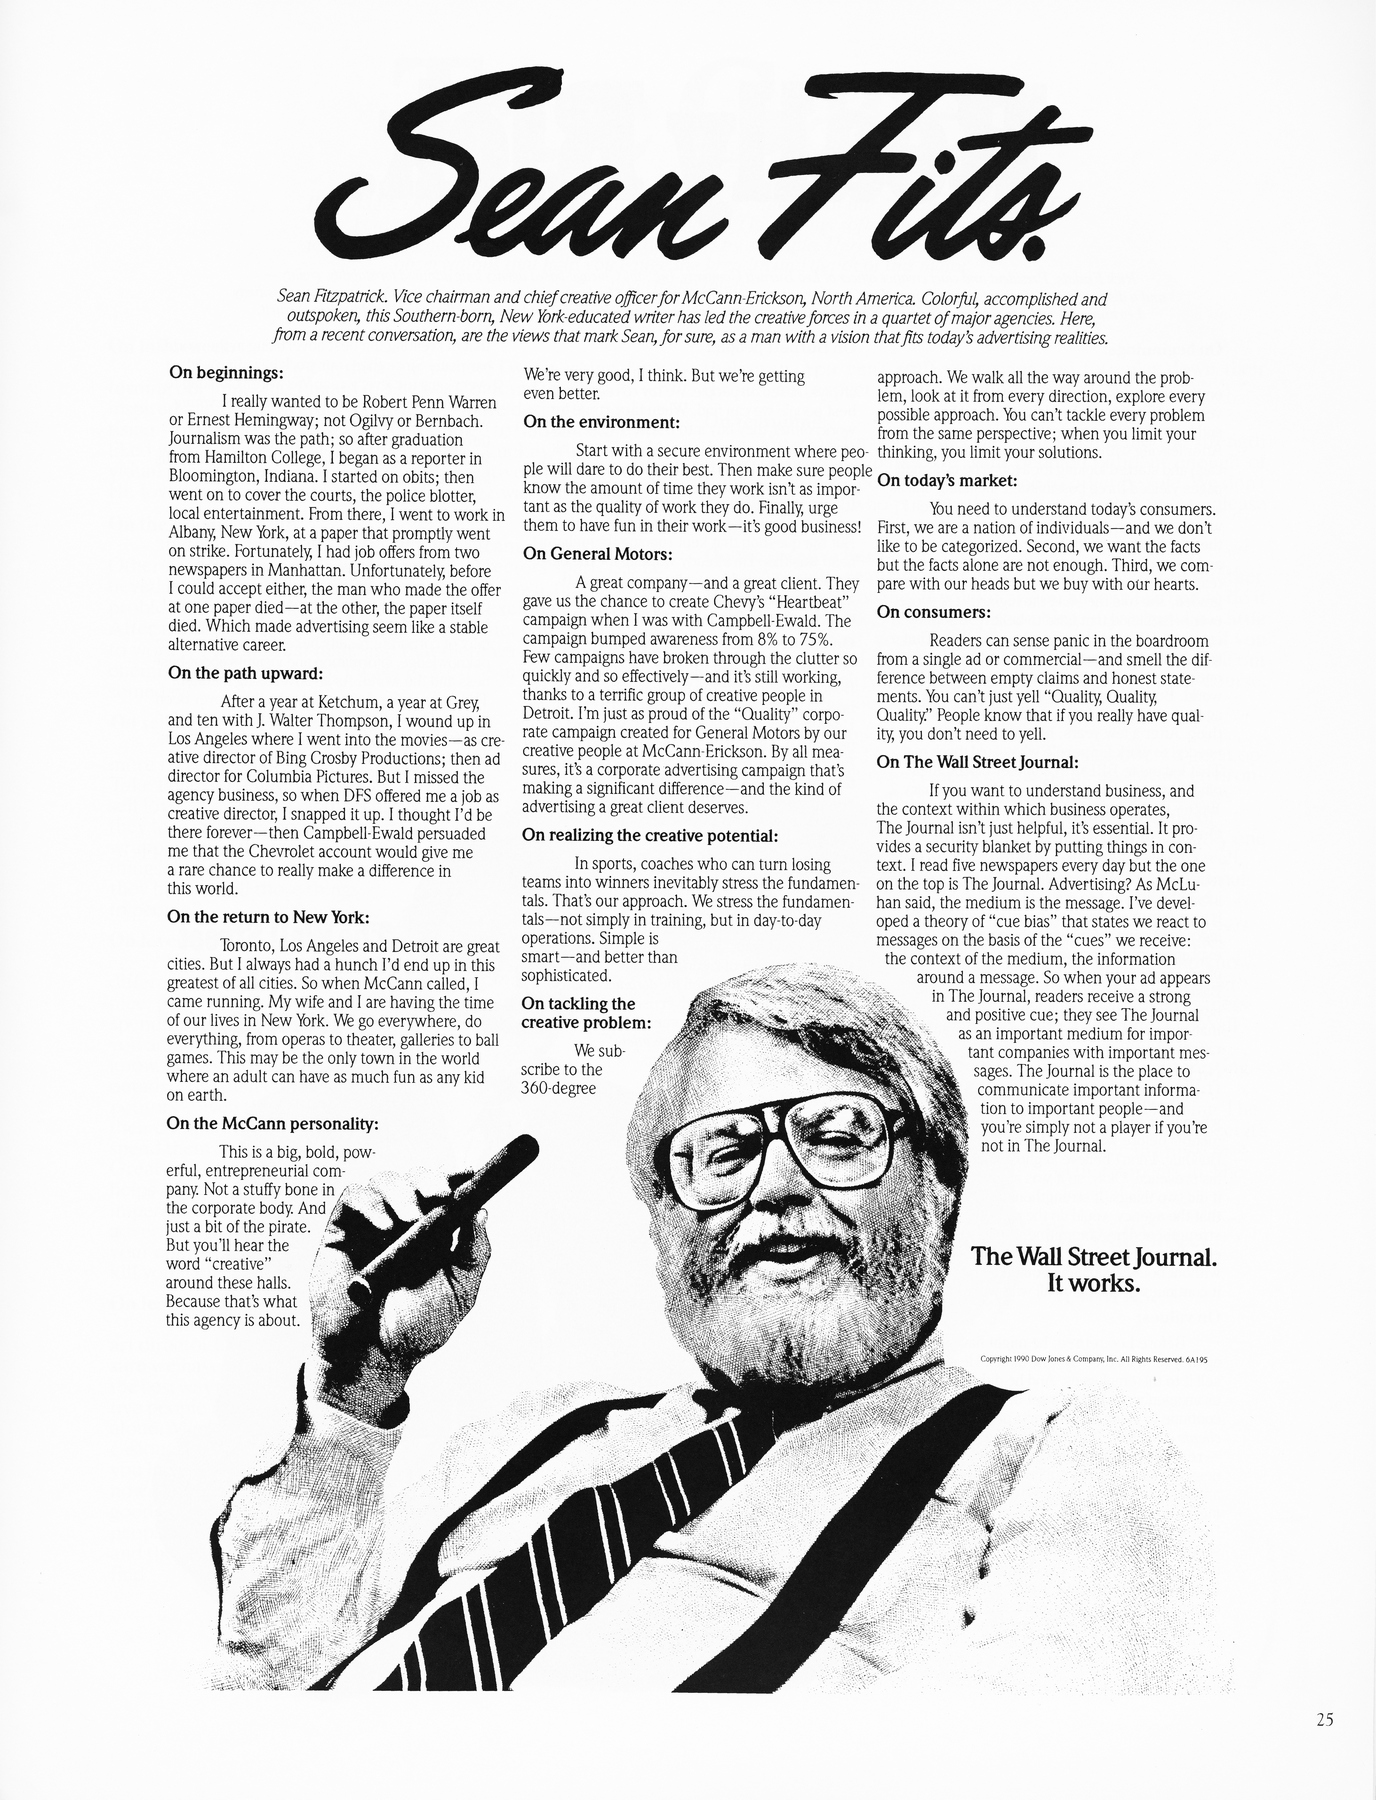 Sean Fits.
Sean Fitzpatrick. Vice chairman and chief creative officer for McCann-Erickson, North America. Colorful, accomplished and
outspoken, this Southern-born, New York-educated writer has led the creative forces in a quartet of major agencies. Here,
from a recent conversation, are the views that mark Sean, for sure, as a man with a vision that fits today's advertising realities.
On beginnings:
I really wanted to be Robert Penn Warren
or Ernest Hemingway; not Ogilvy or Bernbach.
Journalism was the path; so after graduation
from Hamilton College, I began as a reporter in
Bloomington, Indiana. I started on obits; then
went on to cover the courts, the police blotter,
local entertainment. From there, I went to work in
Albany, New York, at a paper that promptly went
on strike. Fortunately, I had job offers from two
newspapers in Manhattan. Unfortunately, before
I could accept either, the man who made the offer
at one paper died—at the other, the paper itself
died. Which made advertising seem like a stable
alternative career.
On the path upward:
After a year at Ketchum, a year at Grey,
and ten with J. Walter Thompson, I wound up in
Los Angeles where I went into the movies—as cre-
ative director of Bing Crosby Productions; then ad
director for Columbia Pictures. But I missed the
agency business, so when DFS offered me a job as
creative director, I snapped it up. I thought I'd be
there forever—then Campbell-Ewald persuaded
me that the Chevrolet account would give me
a rare chance to really make a difference in
this world.
On the return to New York:
Toronto, Los Angeles and Detroit are great
cities. But I always had a hunch I'd end up in this
greatest of all cities. So when McCann called, I
came running. My wife and I are having the time
of our lives in New York. We go everywhere, do
everything, from operas to theater, galleries to ball
games. This may be the only town in the world
where an adult can have as much fun as any kid
on earth.
On the McCann personality:
This is a big, bold, pow-
erful, entrepreneurial com-
pany. Not a stuffy bone in
the corporate body. And
just a bit of the pirate.
But you'll hear the
word "creative"
around these halls.
Because that's what
this agency is about.
We're very good, I think. But we're getting
even better.
On the environment:
Start with a secure environment where peo-
ple will dare to do their best. Then make sure people
know the amount of time they work isn't as impor-
tant as the quality of work they do. Finally, urge
them to have fun in their work—it's good business!
On General Motors:
A great company—and a great client. They
gave us the chance to create Chevy's "Heartbeat"
campaign when I was with Campbell-Ewald. The
campaign bumped awareness from 8% to 75%.
Few campaigns have broken through the clutter so
quickly and so effectively—and it's still working,
thanks to a terrific group of creative people in
Detroit. I'm just as proud of the "Quality" corpo-
rate campaign created for General Motors by our
creative people at McCann-Erickson. By all mea-
sures, it's a corporate advertising campaign that's
making a significant difference—and the kind of
advertising a great client deserves.
On realizing the creative potential:
In sports, coaches who can turn losing
teams into winners inevitably stress the fundamen-
tals. That's our approach. We stress the fundamen-
tals—not simply in training, but in day-to-day
operations. Simple is
smart—and better than
sophisticated.
On tackling the
creative problem:
We sub-
scribe to the
360-degree
approach. We walk all the way around the prob-
lem, look at it from every direction, explore every
possible approach. You can't tackle every problem
from the same perspective; when you limit your
thinking, you limit your solutions.
On today's market:
You need to understand today's consumers.
First, we are a nation of individuals—and we don't
like to be categorized. Second, we want the facts
but the facts alone are not enough. Third, we com-
pare with our heads but we buy with our hearts.
On consumers:
Readers can sense panic in the boardroom
from a single ad or commercial—and smell the dif-
ference between empty claims and honest state-
ments. You can't just yell "Quality, Quality,
Quality." People know that if you really have qual-
ity, you don't need to yell.
On The Wall Street Journal:
If you want to understand business, and
the context within which business operates,
The Journal isn't just helpful, it's essential. It pro-
vides a security blanket by putting things in con-
text. I read five newspapers every day but the one
on the top is The Journal. Advertising? As McLu-
han said, the medium is the message. I've devel-
oped a theory of "cue bias" that states we react to
messages on the basis of the "cues" we receive:
the context of the medium, the information
around a message. So when your ad appears
in The Journal, readers receive a strong
and positive cue; they see The Journal
as an important medium for impor-
tant companies with important mes-
sages. The Journal is the place to
communicate important informa-
tion to important people—and
you're simply not a player if you're
not in The Journal.
The Wall Street Journal.
It works.
Copyright 1990 Dow Jones & Company, Inc. All Rights Reserved. 6A195
25